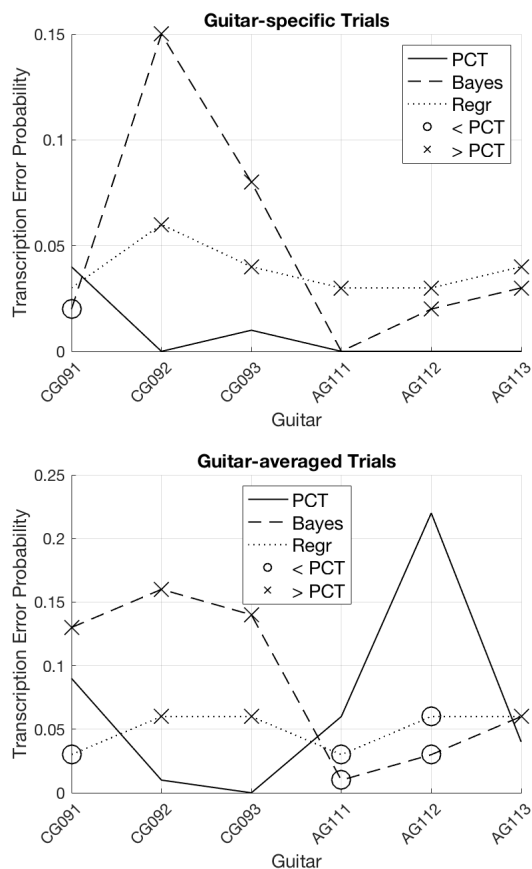 Guitar-specific Trials
0.15
0.1
0.05
0
Transcription Error Probability
PCT
Bayes
Regr
< PCT
> PCT
CG091
CG092
CG093
AG111
AG112
AG113
Guitar
Guitar-averaged Trials
0.25
0.2
0.15
0.1
0.05
0
Transcription Error Probability
PCT
Bayes
Regr
< PCT
> PCT
CG091
CG092
CG093
AG111
AG112
AG113
Guitar